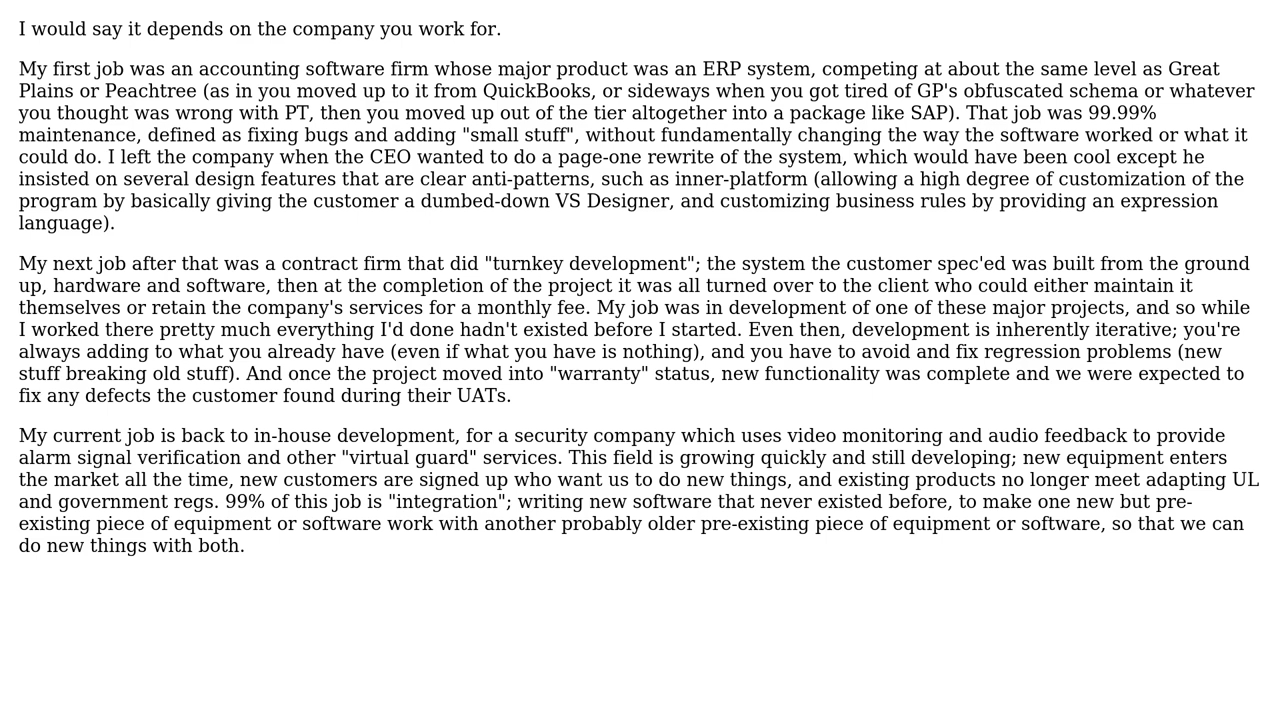 I would say it depends on the company you work for.
My first job was an accounting software firm whose major product was an ERP system, competing at about the same level as Great
Plains or Peachtree (as in you moved up to it from QuickBooks, or sideways when you got tired of GP's obfuscated schema or whatever
you thought was wrong with PT, then you moved up out of the tier altogether into a package like SAP). That job was 99.99%
maintenance, defined as fixing bugs and adding "small stuff", without fundamentally changing the way the software worked or what it
could do. I left the company when the CEO wanted to do a page-one rewrite of the system, which would have been cool except he
insisted on several design features that are clear anti-patterns, such as inner-platform (allowing a high degree of customization of the
program by basically giving the customer a dumbed-down VS Designer, and customizing business rules by providing an expression
language).
My next job after that was a contract firm that did "turnkey development"; the system the customer spec'ed was built from the ground
up, hardware and software, then at the completion of the project it was all turned over to the client who could either maintain it
themselves or retain the company's services for a monthly fee. My job was in development of one of these major projects, and so while
I worked there pretty much everything I'd done hadn't existed before I started. Even then, development is inherently iterative; you're
always adding to what you already have (even if what you have is nothing), and you have to avoid and fix regression problems (new
stuff breaking old stuff). And once the project moved into "warranty" status, new functionality was complete and we were expected to
fix any defects the customer found during their UATs.
My current job is back to in-house development, for a security company which uses video monitoring and audio feedback to provide
alarm signal verification and other "virtual guard" services. This field is growing quickly and still developing; new equipment enters
the market all the time, new customers are signed up who want us to do new things, and existing products no longer meet adapting UL
and government regs. 99% of this job is "integration"; writing new software that never existed before, to make one new but pre-
existing piece of equipment or software work with another probably older pre-existing piece of equipment or software, so that we can
do new things with both.